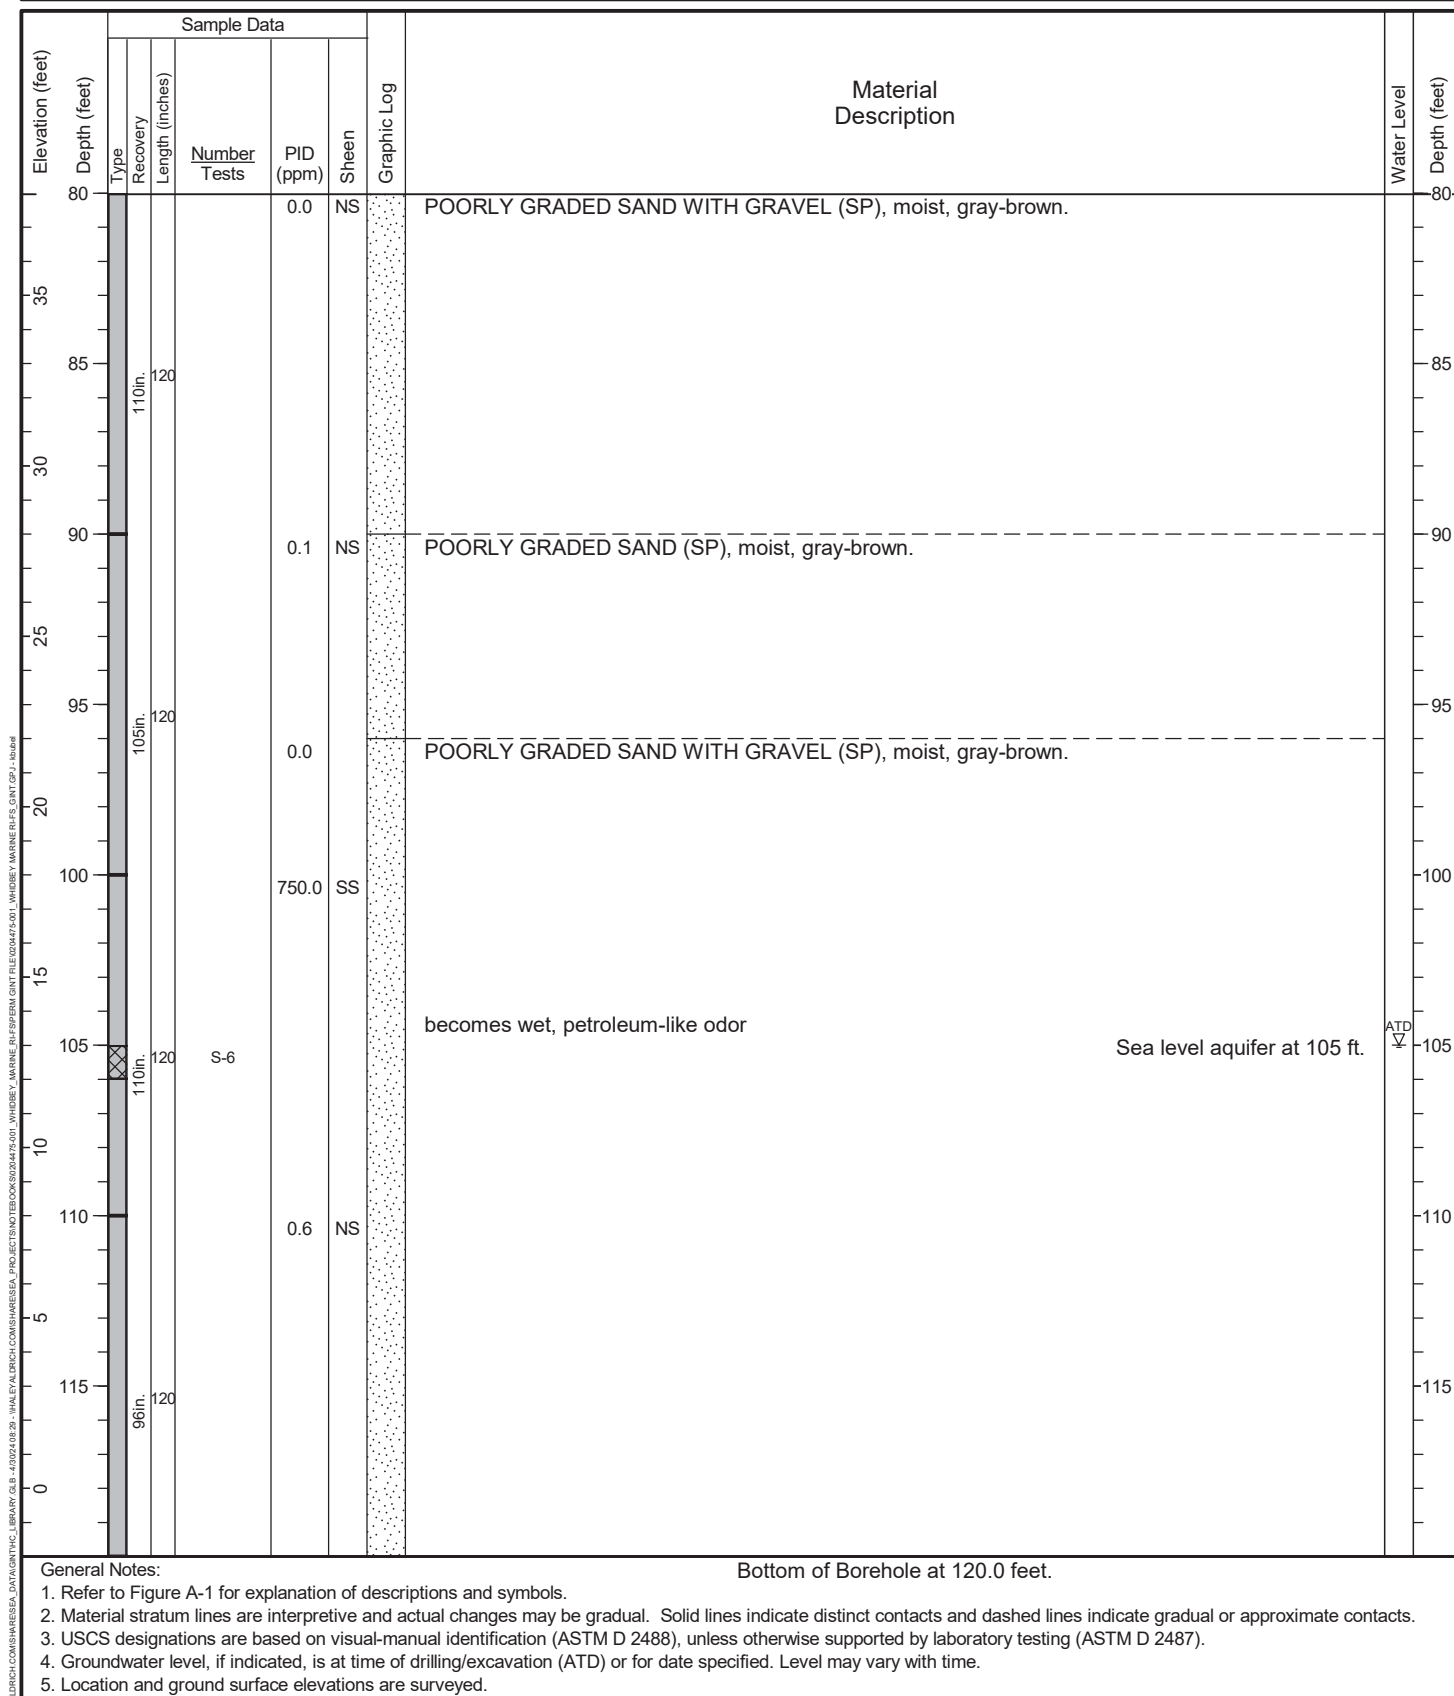 Sample Data
Elevation (feet)
Depth (feet)
Type
Recovery
Length (inches)
Number
Tests
PID
(ppm)
Sheen
Graphic Log
Material
Description
Water Level
Depth (feet)
80 0.0 NS POORLY GRADED SAND WITH GRAVEL (SP), moist, gray-brown. 80
35
85 85
110in. 120
30
90 90
0.1 NS POORLY GRADED SAND (SP), moist, gray-brown.
25
95 95
105in. 120
0.0 POORLY GRADED SAND WITH GRAVEL (SP), moist, gray-brown.
20
100 100
750.0 SS
15
becomes wet, petroleum-like odor ATD
105 Sea level aquifer at 105 ft. 105
110in. 120 S-6
10
110 110
0.6 NS
5
115 115
96in. 120
0
General Notes: Bottom of Borehole at 120.0 feet.
1. Refer to Figure A-1 for explanation of descriptions and symbols.
2. Material stratum lines are interpretive and actual changes may be gradual. Solid lines indicate distinct contacts and dashed lines indicate gradual or approximate contacts.
3. USCS designations are based on visual-manual identification (ASTM D 2488), unless otherwise supported by laboratory testing (ASTM D 2487).
4. Groundwater level, if indicated, is at time of drilling/excavation (ATD) or for date specified. Level may vary with time.
5. Location and ground surface elevations are surveyed.